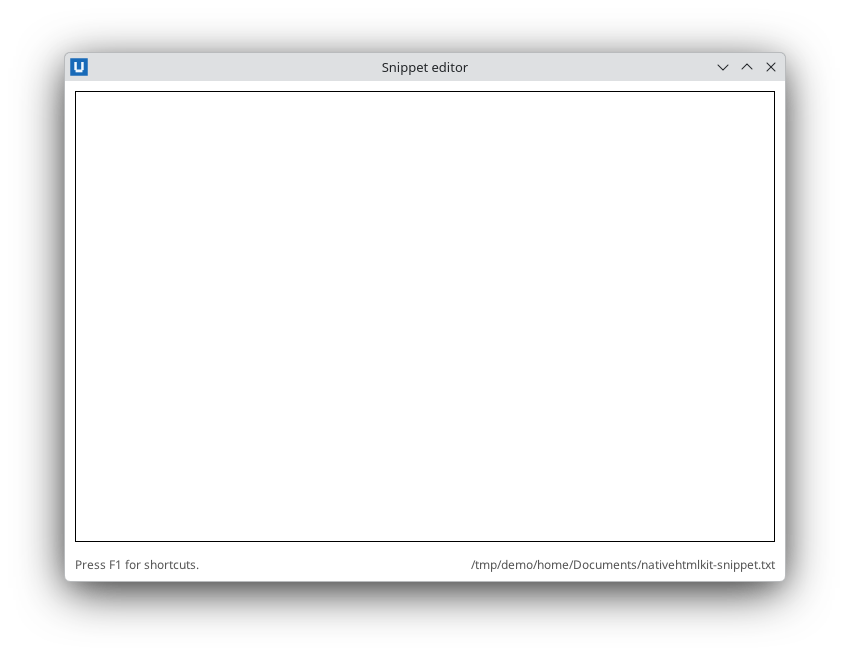 Snippet editor
Press F1 for shortcuts.
/tmp/demo/home/Documents/nativehtmlkit-snippet.txt